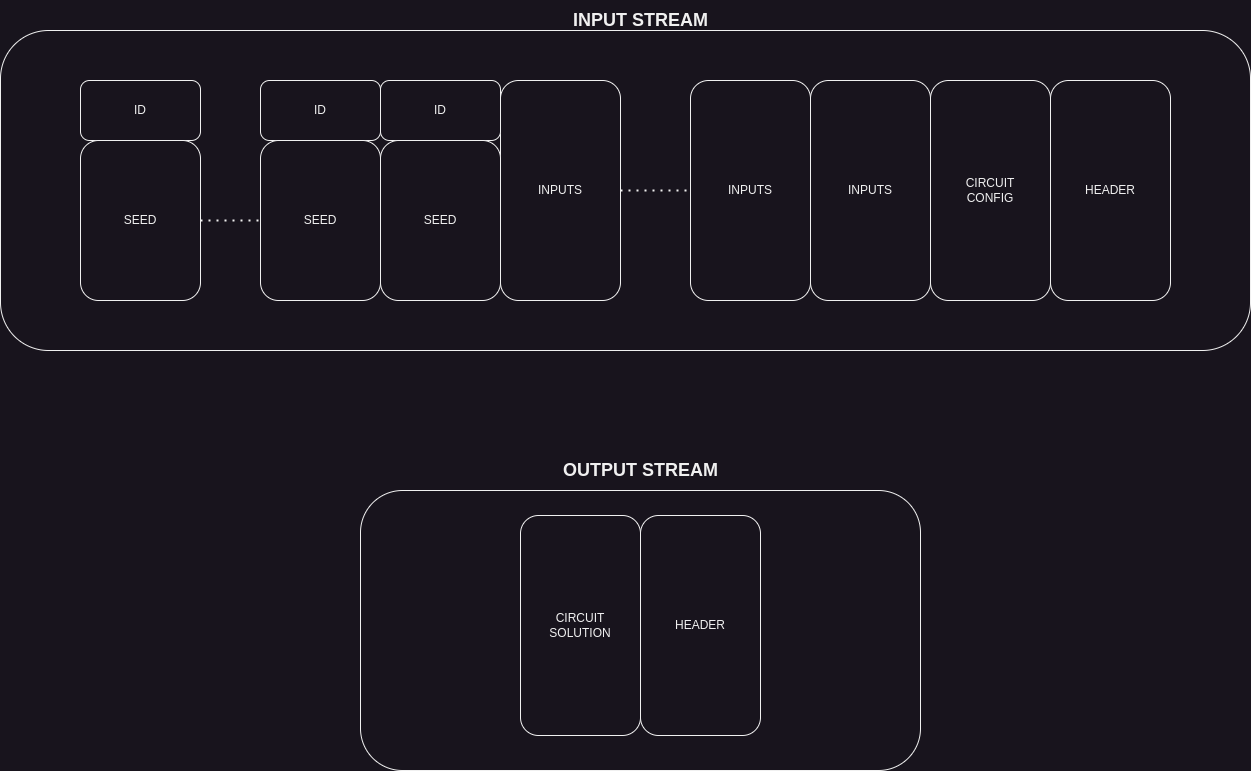 INPUT STREAM
ID
ID
ID
SEED
SEED
SEED
INPUTS
INPUTS
INPUTS
CIRCUIT
CONFIG
HEADER
OUTPUT STREAM
CIRCUIT
SOLUTION
HEADER